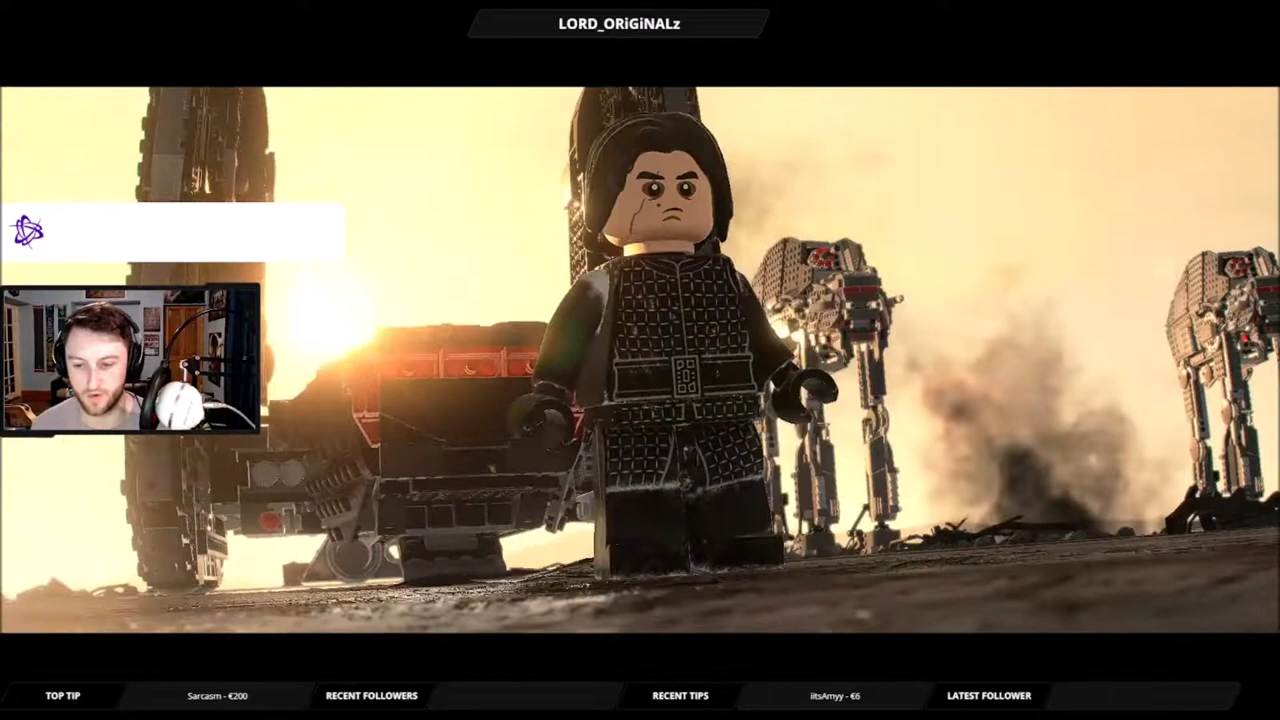 LORD_ORiGiNALz
TOP TIP
Sarcasm - €200
RECENT FOLLOWERS
RECENT TIPS
iitsAmyy - €6
LATEST FOLLOWER